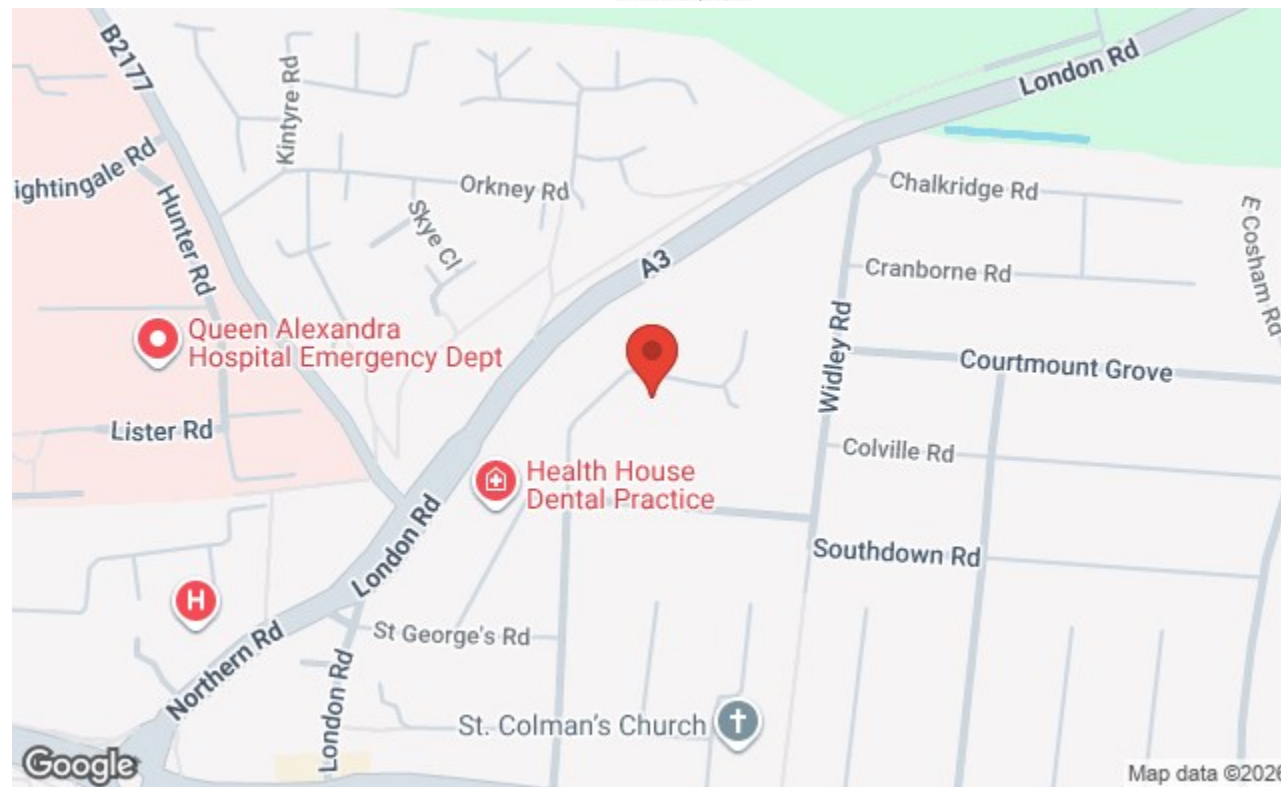 B2177
London Rd
Kintyre Rd
ightingale Rd
Orkney Rd
Chalkridge Rd
Hunter Rd
Skye Cl
E Cosham Rd
A3
Cranborne Rd
Queen Alexandra
Hospital Emergency Dept
Widley Rd
Courtmount Grove
Lister Rd
Colville Rd
Health House
Dental Practice
London Rd
Southdown Rd
H
St George's Rd
Northern Rd
London Rd
St. Colman's Church
Google
Map data ©2026